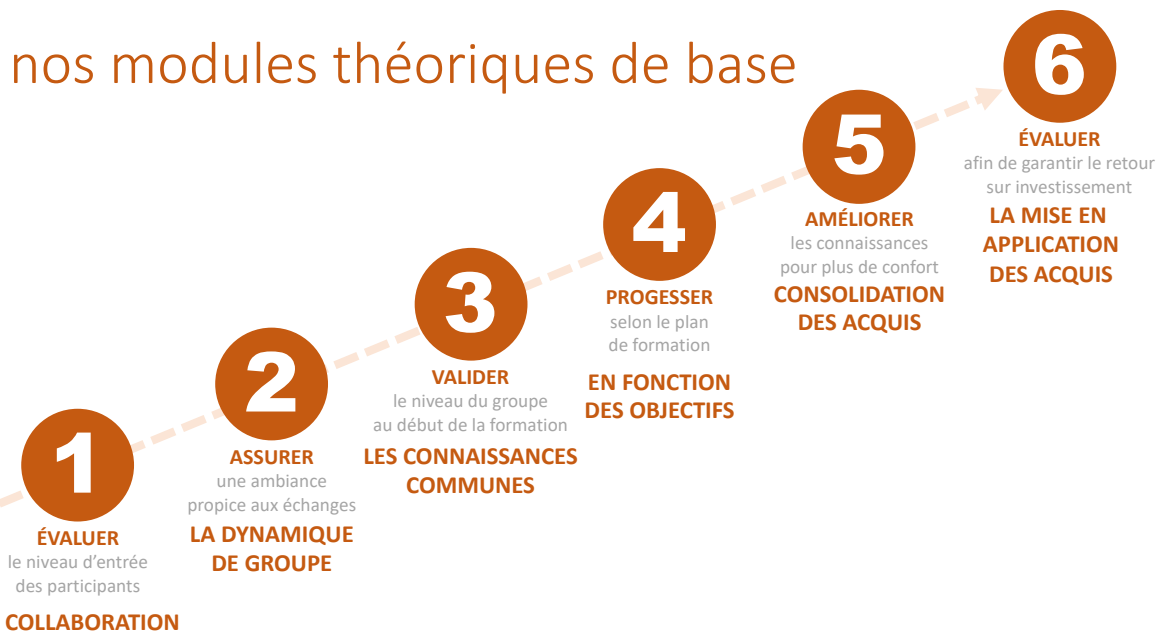 nos modules théoriques de base
1
ÉVALUER
le niveau d'entrée
des participants
COLLABORATION
2
ASSURER
une ambiance
propice aux échanges
LA DYNAMIQUE
DE GROUPE
3
VALIDER
le niveau du groupe
au début de la formation
LES CONNAISSANCES
COMMUNES
4
PROGESSER
selon le plan
de formation
EN FONCTION
DES OBJECTIFS
5
AMÉLIORER
les connaissances
pour plus de confort
CONSOLIDATION
DES ACQUIS
6
ÉVALUER
afin de garantir le retour
sur investissement
LA MISE EN
APPLICATION
DES ACQUIS